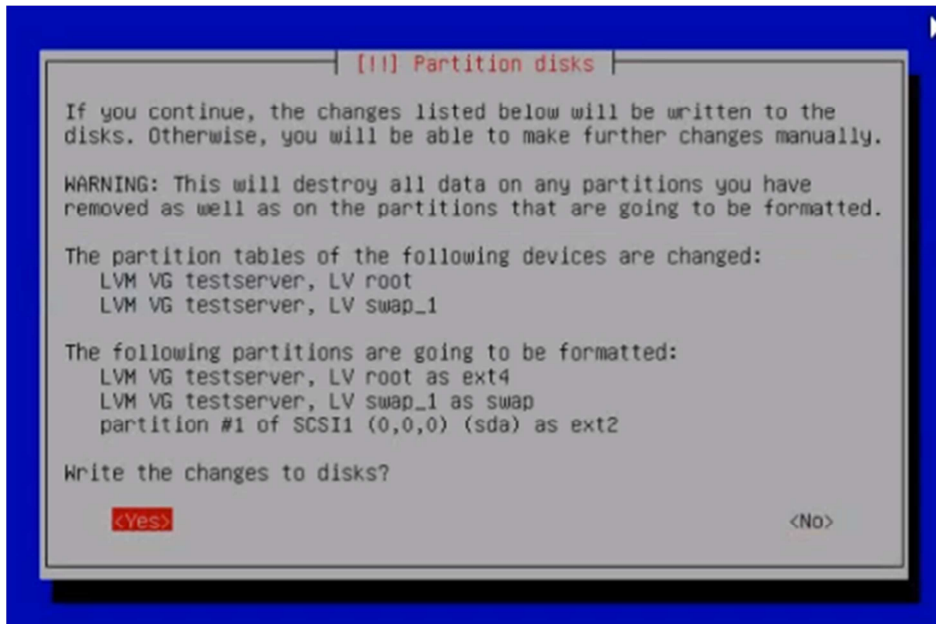 [!!] Partition disks
If you continue, the changes listed below will be written to the
disks. Otherwise, you will be able to make further changes manually.
WARNING: This will destroy all data on any partitions you have
removed as well as on the partitions that are going to be formatted.
The partition tables of the following devices are changed:
LVM VG testserver, LV root
LVM VG testserver, LV swap_1
The following partitions are going to be formatted:
LVM VG testserver, LV root as ext4
LVM VG testserver, LV swap_1 as swap
partition #1 of SCSI1 (0,0,0) (sda) as ext2
Write the changes to disks?
<Yes> <No>